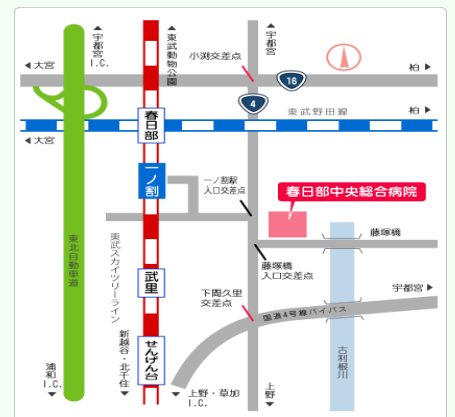 宇都宮 I.C.
東武動物公園
宇都宮
小渕交差点
大宮
柏
16
4
東武野田線
柏
春日部
大宮
一ノ割
一ノ割駅
入口交差点
春日部中央総合病院
藤塚橋
東北自動車道
東武スカイツリーライン
武里
藤塚橋
入口交差点
下間久里
交差点
宇都宮
国道4号線バイパス
新越谷・北千住
せんげん台
古利根川
浦和
I.C.
上野・草加
I.C.
上野